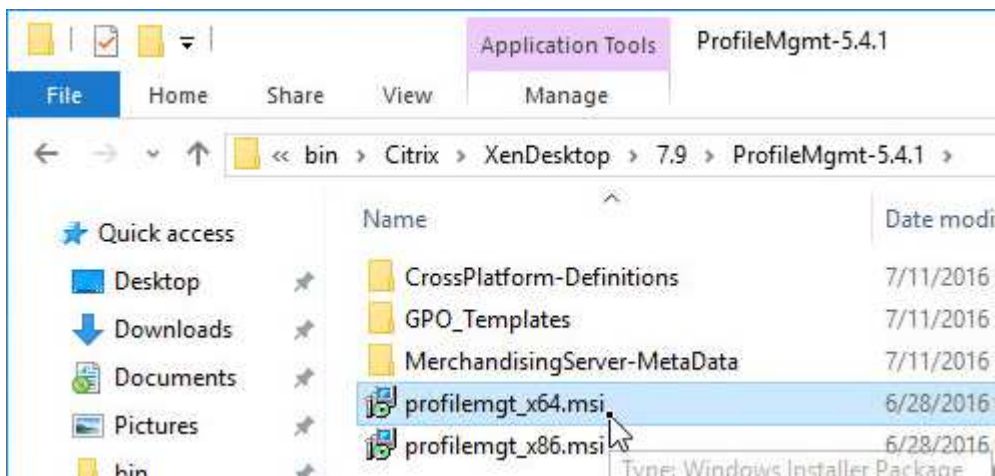 Application Tools ProfileMgmt-5.4.1
File Home Share View Manage
« bin > Citrix > XenDesktop > 7.9 > ProfileMgmt-5.4.1 >
Name Date modi
Quick access
Desktop
Downloads
Documents
Pictures
bin
CrossPlatform-Definitions 7/11/2016
GPO_Templates 7/11/2016
MerchandisingServer-MetaData 7/11/2016
profilemgt_x64.msi 6/28/2016
profilemgt_x86.msi 6/28/2016
Type: Windows Installer Package